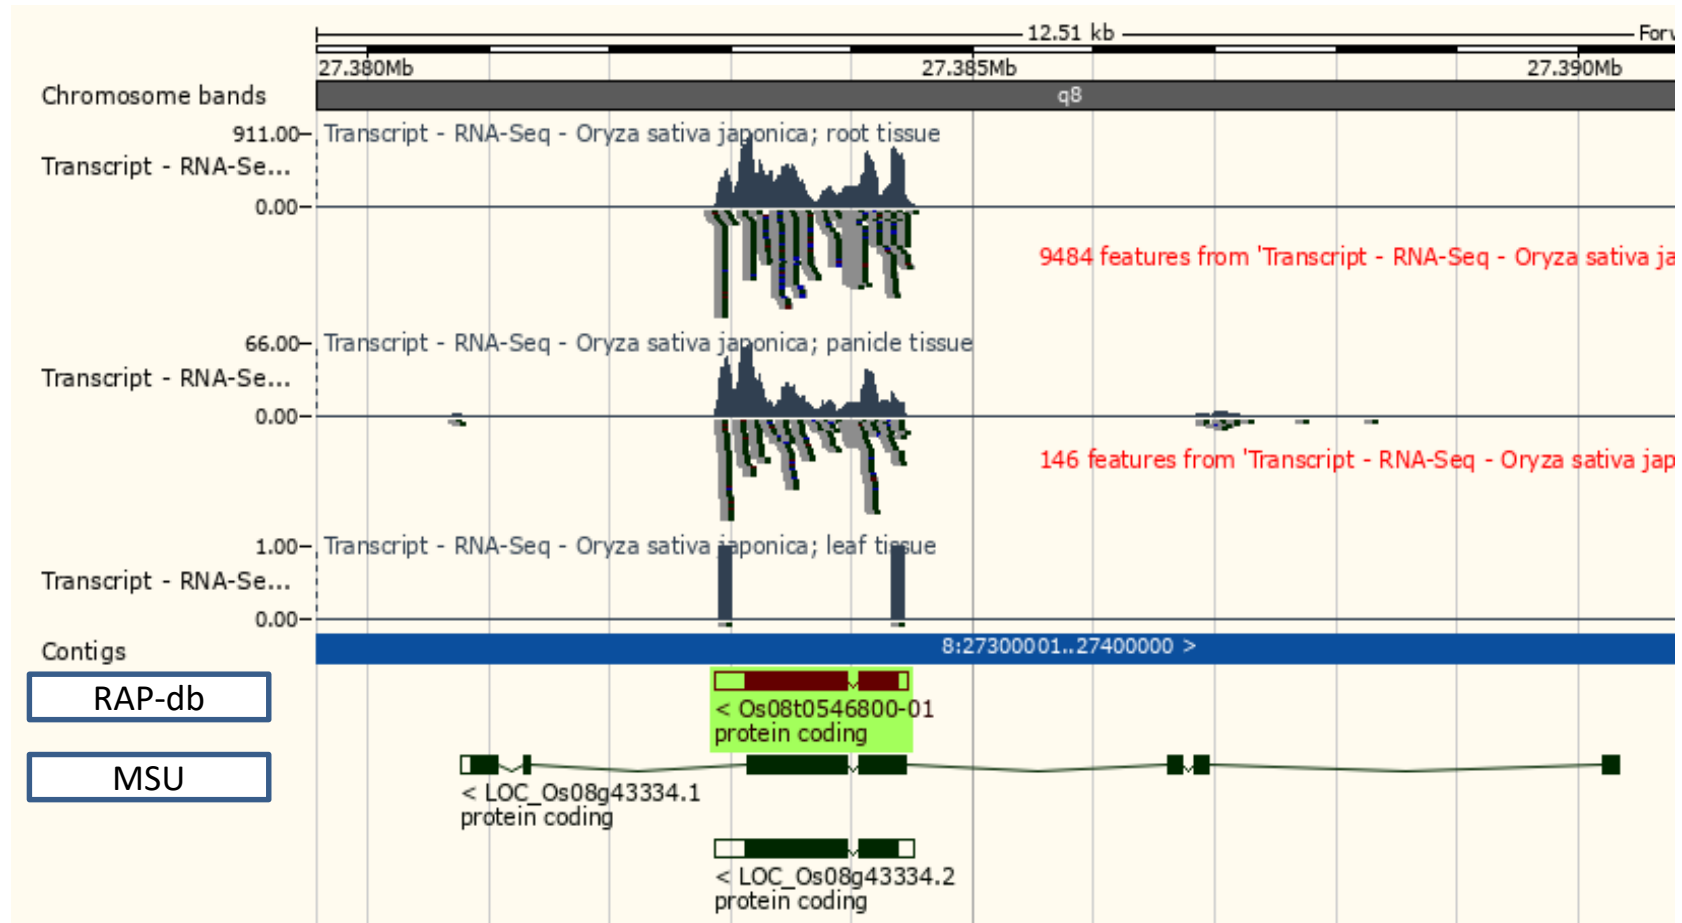 12.51 kb
Forv
27.380Mb 27.385Mb 27.390Mb
Chromosome bands q8
911.00 Transcript - RNA-Seq - Oryza sativa japonica; root tissue
Transcript - RNA-Se...
0.00
9484 features from 'Transcript - RNA-Seq - Oryza sativa ja
66.00 Transcript - RNA-Seq - Oryza sativa japonica; panicle tissue
Transcript - RNA-Se...
0.00
146 features from 'Transcript - RNA-Seq - Oryza sativa jap
1.00 Transcript - RNA-Seq - Oryza sativa japonica; leaf tissue
Transcript - RNA-Se...
0.00
Contigs 8:27300001..27400000 >
RAP-db
< Os08t0546800-01
protein coding
MSU
< LOC_Os08g43334.1
protein coding
< LOC_Os08g43334.2
protein coding